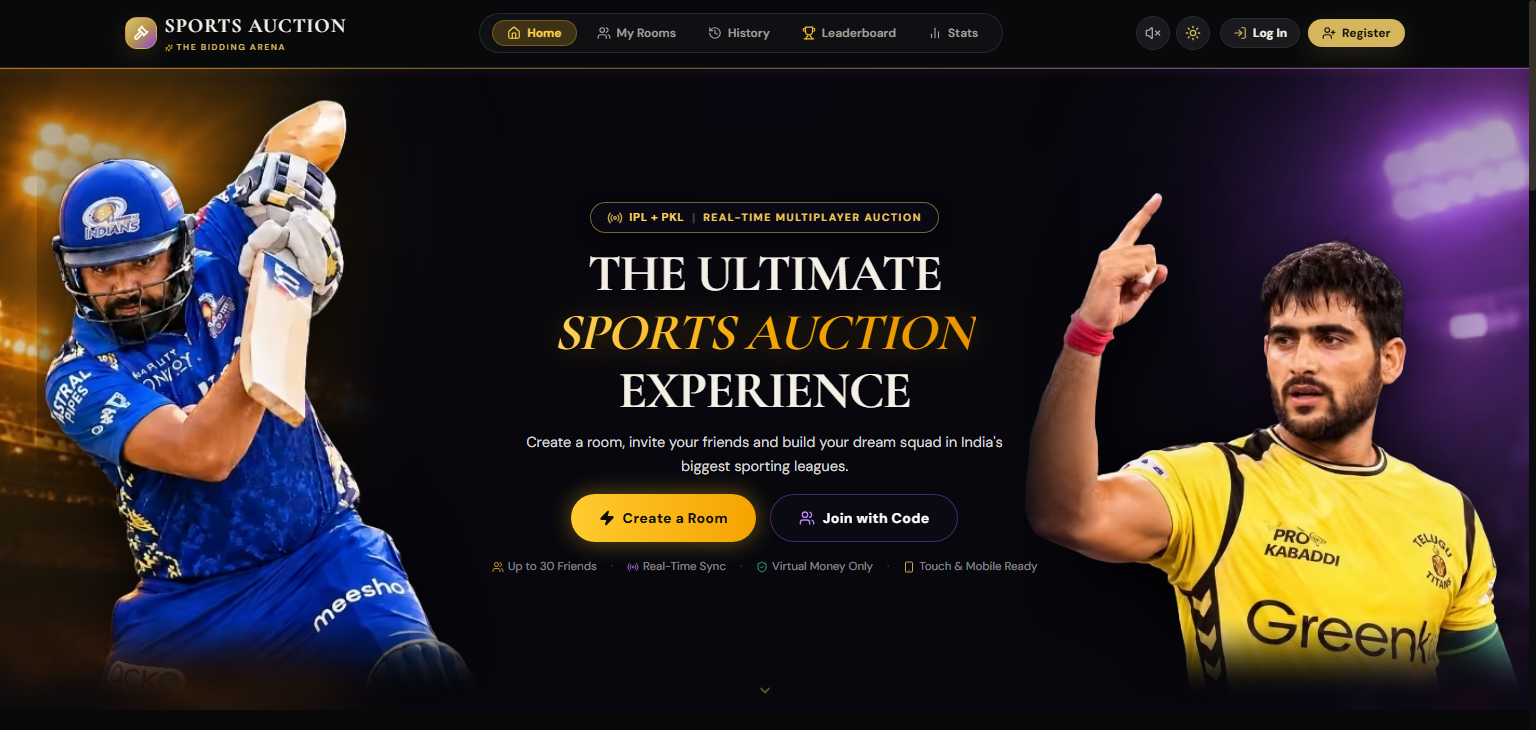 SPORTS AUCTION
THE BIDDING ARENA
Home
My Rooms
History
Leaderboard
Stats
Log In
Register
IPL + PKL | REAL-TIME MULTIPLAYER AUCTION
THE ULTIMATE
SPORTS AUCTION
EXPERIENCE
Create a room, invite your friends and build your dream squad in India's
biggest sporting leagues.
Create a Room
Join with Code
Up to 30 Friends · Real-Time Sync · Virtual Money Only · Touch & Mobile Ready
INDIANS
ASTRAL
PIPES
meesho
PRO
KABADDI
TELUGU
TITANS
Greenk